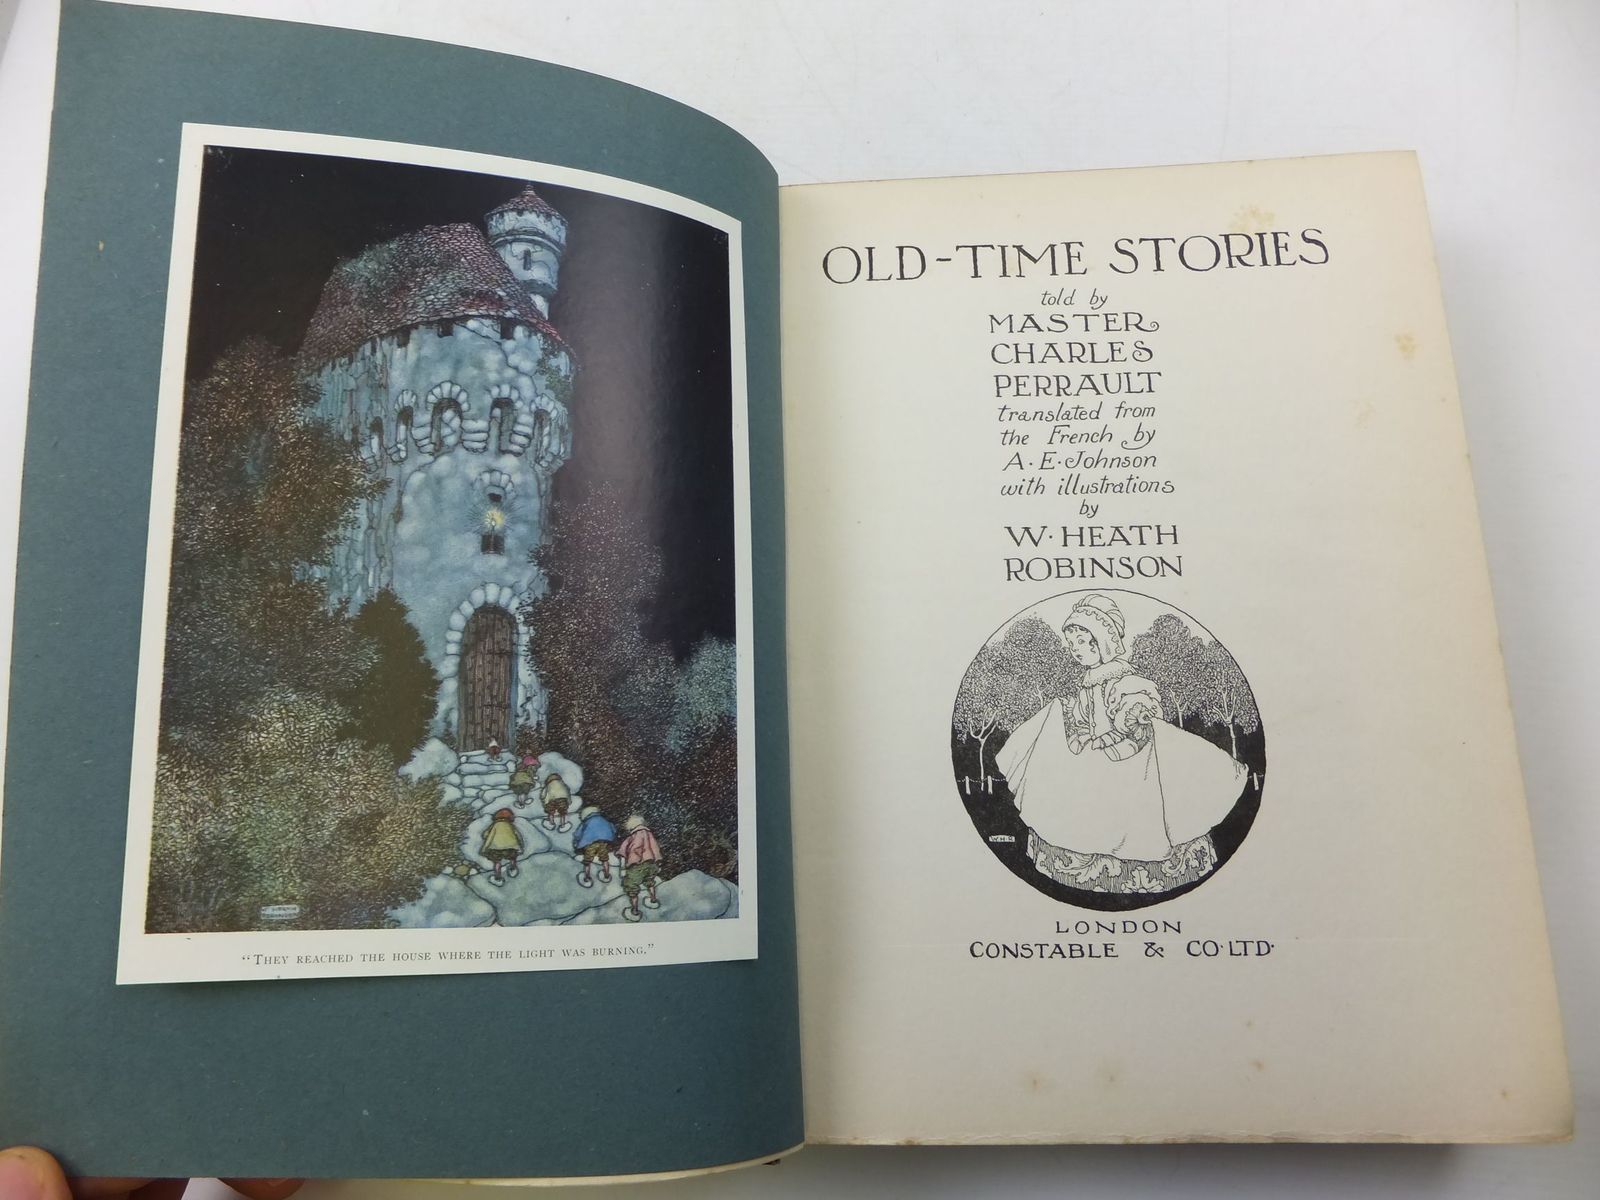 "THEY REACHED THE HOUSE WHERE THE LIGHT WAS BURNING."
OLD-TIME STORIES
told by
MASTER
CHARLES
PERRAULT
translated from
the French by
A·E·Johnson
with illustrations
by
W·HEATH
ROBINSON
W.H.R
LONDON
CONSTABLE & CO·LTD·